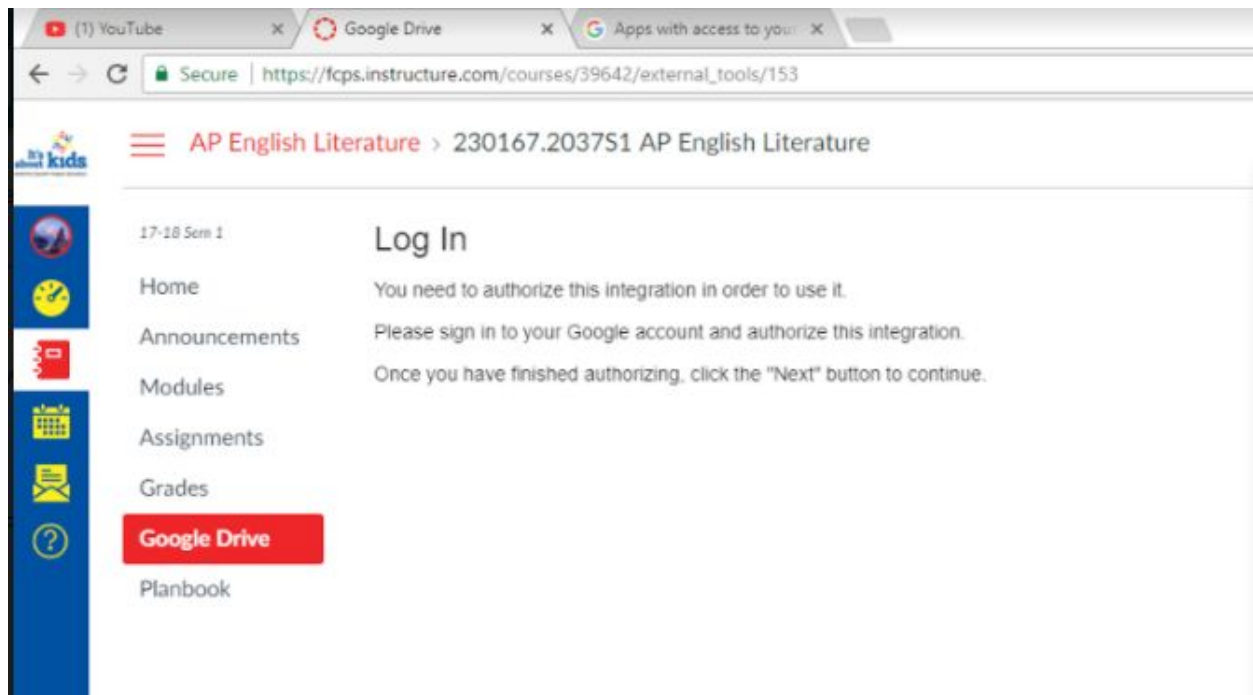 (1) YouTube
Google Drive
Apps with access to you
Secure | https://fcps.instructure.com/courses/39642/external_tools/153
It's about kids
AP English Literature > 230167.2037S1 AP English Literature
17-18 Sem 1
Log In
Home
You need to authorize this integration in order to use it.
Announcements
Please sign in to your Google account and authorize this integration.
Modules
Once you have finished authorizing, click the "Next" button to continue.
Assignments
Grades
Google Drive
Planbook